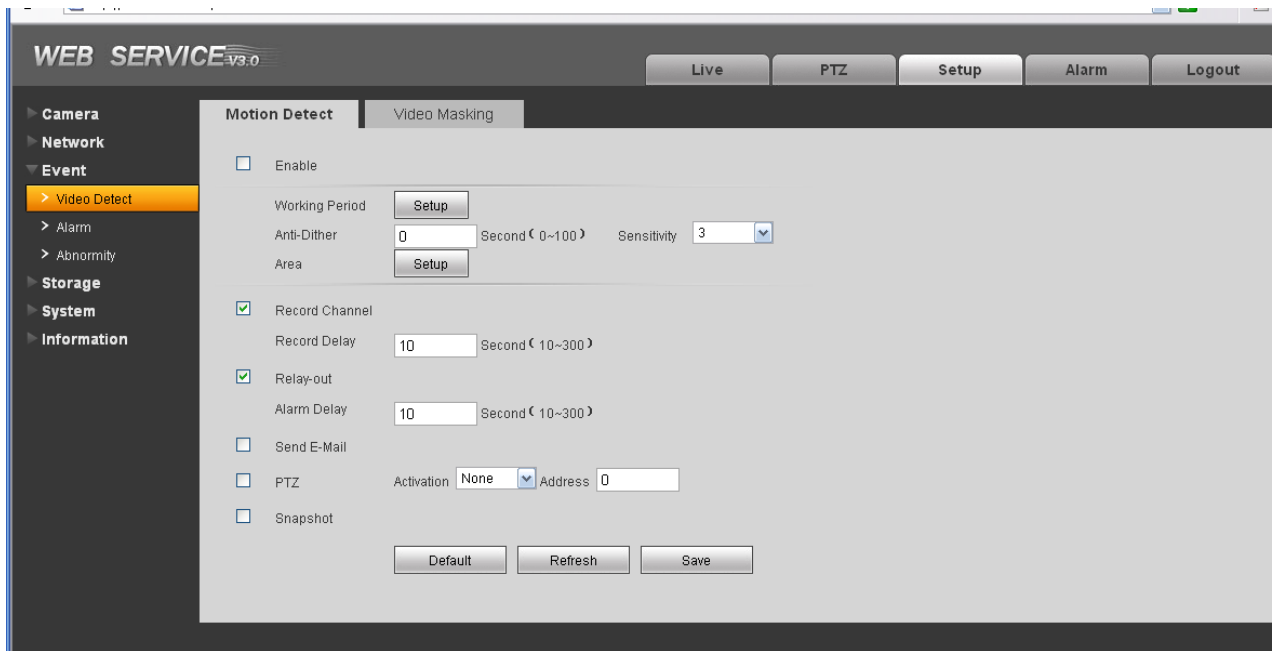 WEB SERVICE V3.0
Live PTZ Setup Alarm Logout
Camera
Network
Event
> Video Detect
> Alarm
> Abnormity
Storage
System
Information
Motion Detect Video Masking
Enable
Working Period Setup
Anti-Dither 0 Second ( 0~100 ) Sensitivity 3
Area Setup
Record Channel
Record Delay 10 Second ( 10~300 )
Relay-out
Alarm Delay 10 Second ( 10~300 )
Send E-Mail
PTZ Activation None Address 0
Snapshot
Default Refresh Save